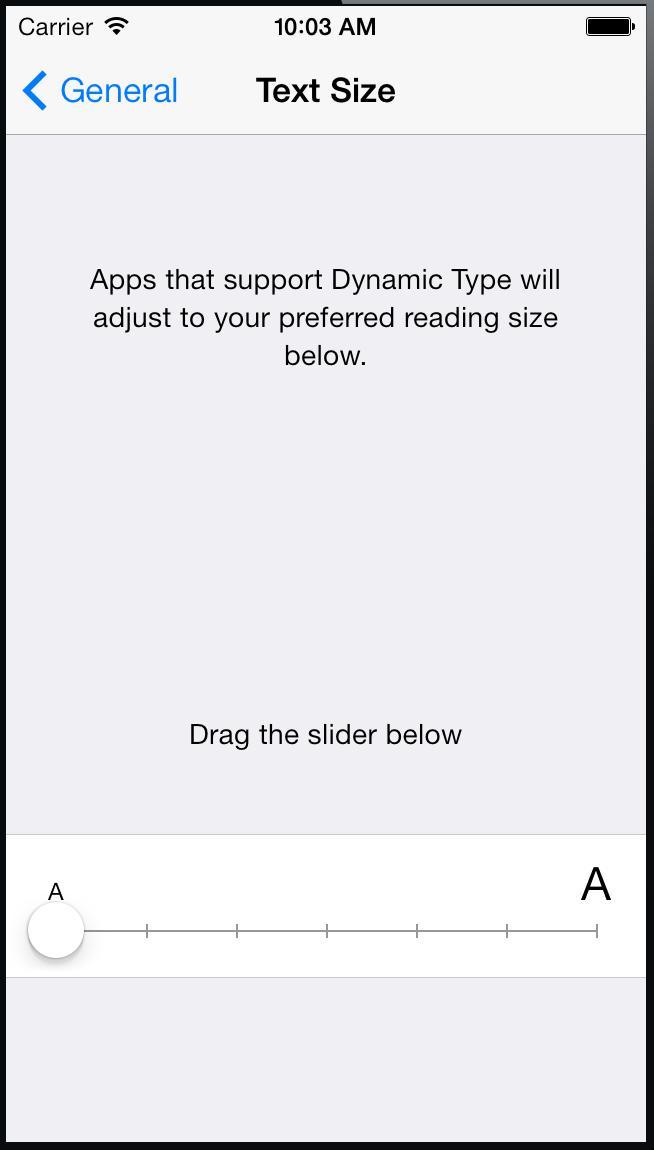 Carrier 10:03 AM
General Text Size
Apps that support Dynamic Type will
adjust to your preferred reading size
below.
Drag the slider below
A A